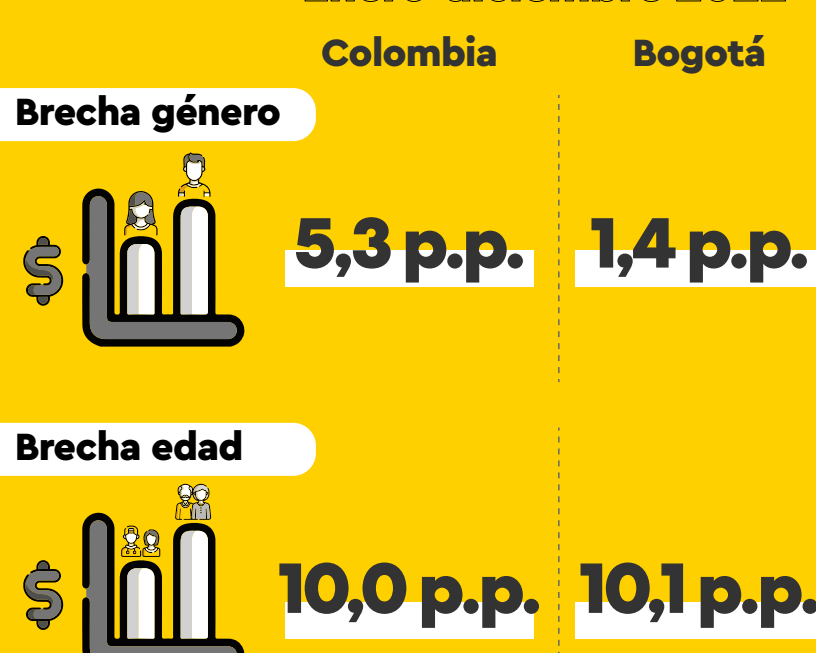 Colombia Bogotá
Brecha género
$ 5,3 p.p. 1,4 p.p.
Brecha edad
$ 10,0 p.p. 10,1 p.p.